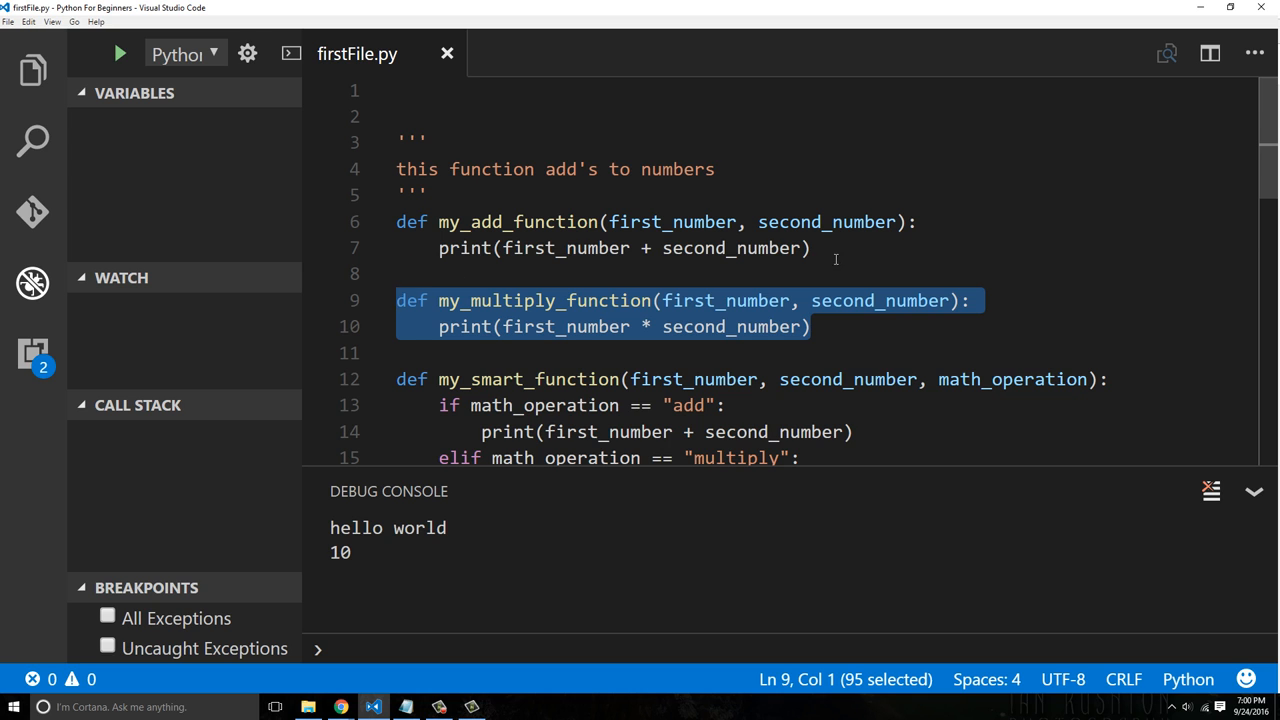 firstFile.py - Python For Beginners - Visual Studio Code
File Edit View Go Help
Pythor
firstFile.py
VARIABLES
WATCH
CALL STACK
BREAKPOINTS
All Exceptions
Uncaught Exceptions
2
1
2
3 '''
4 this function add's to numbers
5 '''
6 def my_add_function(first_number, second_number):
7 print(first_number + second_number)
8
9 def my_multiply_function(first_number, second_number):
10 print(first_number * second_number)
11
12 def my_smart_function(first_number, second_number, math_operation):
13 if math_operation == "add":
14 print(first_number + second_number)
15 elif math_operation == "multiply":
DEBUG CONSOLE
hello world
10
0 0 Ln 9, Col 1 (95 selected) Spaces: 4 UTF-8 CRLF Python
I'm Cortana. Ask me anything.
7:00 PM
9/24/2016